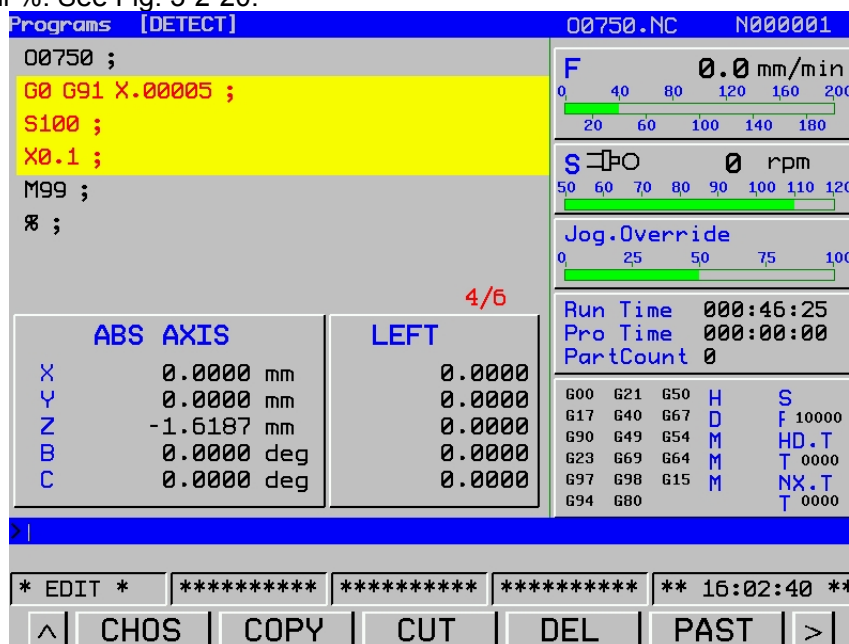 See Fig. 3-2-20.
Programs [DETECT] O0750.NC N000001
O0750 ;
G0 G91 X.00005 ;
S100 ;
X0.1 ;
M99 ;
% ;
4/6
ABS AXIS LEFT
X 0.0000 mm 0.0000
Y 0.0000 mm 0.0000
Z -1.6187 mm 0.0000
B 0.0000 deg 0.0000
C 0.0000 deg 0.0000
F 0.0 mm/min
0 40 80 120 160 200
20 60 100 140 180
S 0 rpm
50 60 70 80 90 100 110 120
Jog.Override
0 25 50 75 100
Run Time 000:46:25
Pro Time 000:00:00
PartCount 0
G00 G21 G50 H S
G17 G40 G67 D F 10000
G90 G49 G54 M HD.T
G23 G69 G64 M T 0000
G97 G98 G15 M NX.T
G94 G80 T 0000
>|
* EDIT * ********** ********** ********** ** 16:02:40 **
^ CHOS COPY CUT DEL PAST >